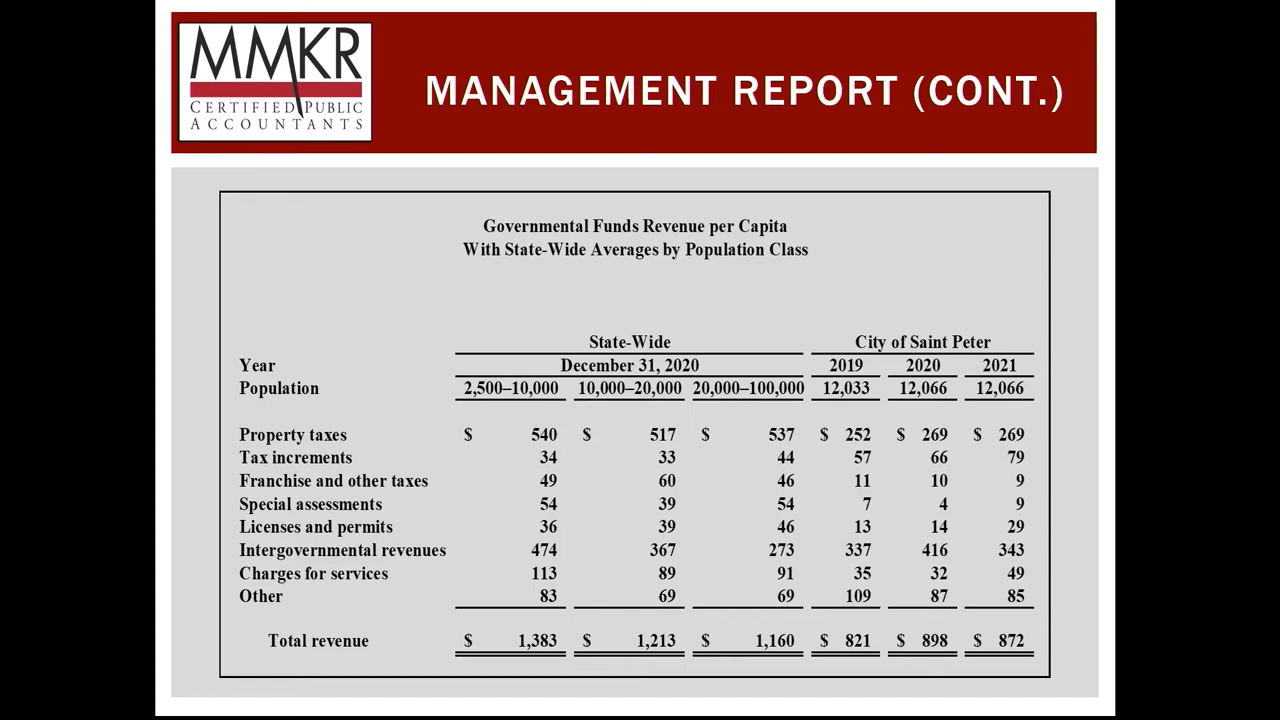 MMKR
CERTIFIED PUBLIC
ACCOUNTANTS
MANAGEMENT REPORT (CONT.)
Governmental Funds Revenue per Capita
With State-Wide Averages by Population Class
State-Wide City of Saint Peter
Year December 31, 2020 2019 2020 2021
Population 2,500–10,000 10,000–20,000 20,000–100,000 12,033 12,066 12,066
Property taxes $ 540 $ 517 $ 537 $ 252 $ 269 $ 269
Tax increments 34 33 44 57 66 79
Franchise and other taxes 49 60 46 11 10 9
Special assessments 54 39 54 7 4 9
Licenses and permits 36 39 46 13 14 29
Intergovernmental revenues 474 367 273 337 416 343
Charges for services 113 89 91 35 32 49
Other 83 69 69 109 87 85
Total revenue $ 1,383 $ 1,213 $ 1,160 $ 821 $ 898 $ 872